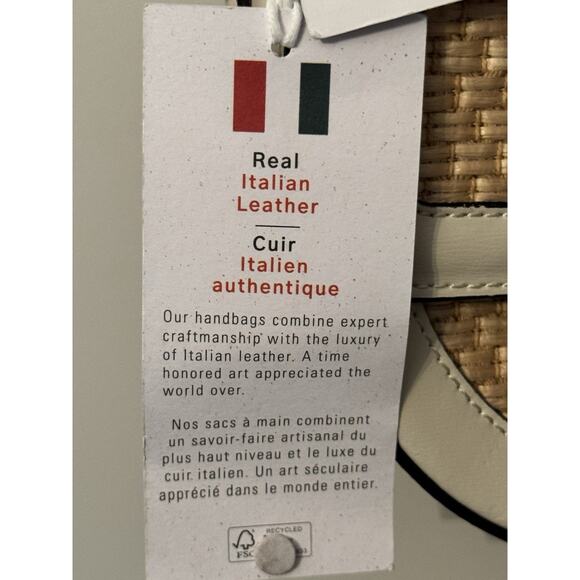 Real
Italian
Leather
Cuir
Italien
authentique
Our handbags combine expert
craftmanship with the luxury
of Italian leather. A time
honored art appreciated the
world over.
Nos sacs à main combinent
un savoir-faire artisanal du
plus haut niveau et le luxe du
cuir italien. Un art séculaire
apprécié dans le monde entier.
RECYCLED
FSC